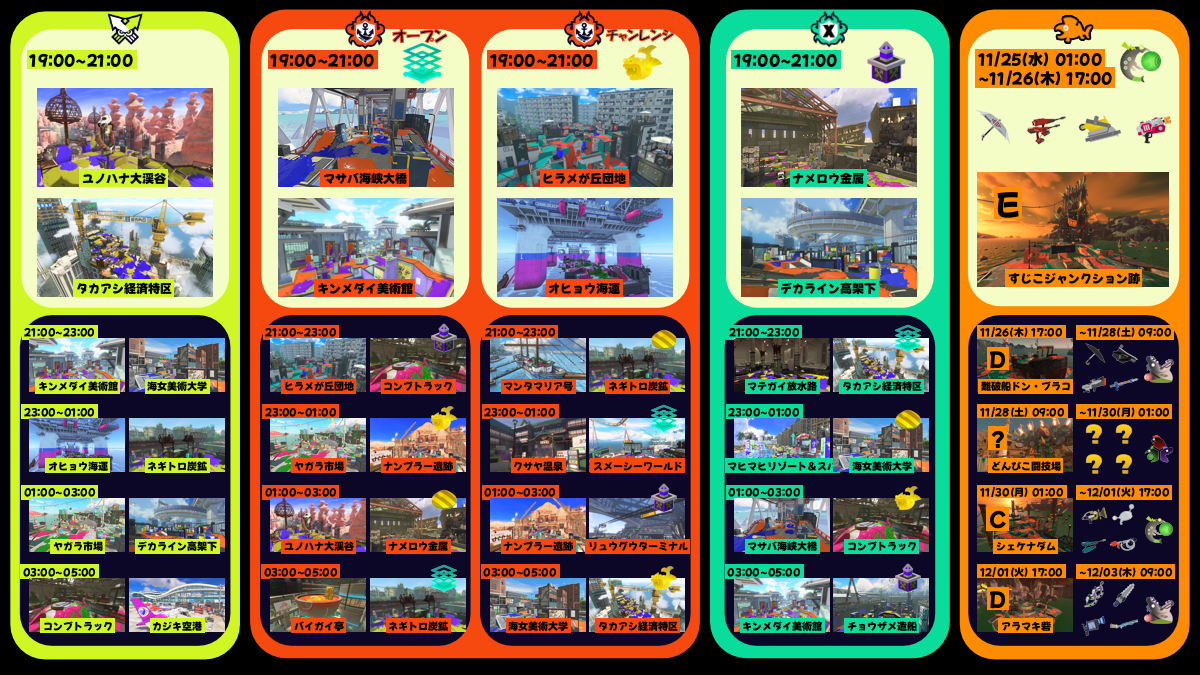 19:00~21:00
ユノハナ大渓谷
タカアシ経済特区
21:00~23:00
キンメダイ美術館
海女美術大学
23:00~01:00
オヒョウ海運
ネギトロ炭鉱
01:00~03:00
ヤガラ市場
デカライン高架下
03:00~05:00
コンブトラック
カジキ空港
オープン
19:00~21:00
マサバ海峡大橋
キンメダイ美術館
21:00~23:00
ヒラメが丘団地
コンブトラック
23:00~01:00
ヤガラ市場
ナンプラー遺跡
01:00~03:00
ユノハナ大渓谷
ナメロウ金属
03:00~05:00
バイガイ亭
ネギトロ炭鉱
チャンレンジ
19:00~21:00
ヒラメが丘団地
オヒョウ海運
21:00~23:00
マンタマリア号
ネギトロ炭鉱
23:00~01:00
クサヤ温泉
スメーシーワールド
01:00~03:00
ナンプラー遺跡
リュウグウターミナル
03:00~05:00
海女美術大学
タカアシ経済特区
X
19:00~21:00
ナメロウ金属
デカライン高架下
21:00~23:00
マテガイ放水路
タカアシ経済特区
23:00~01:00
マヒマヒリゾート&スパ
海女美術大学
01:00~03:00
マサバ海峡大橋
コンブトラック
03:00~05:00
キンメダイ美術館
チョウザメ造船
11/25(水) 01:00
~11/26(木) 17:00
E
すじこジャンクション跡
11/26(木) 17:00
~11/28(土) 09:00
D
難破船ドン・ブラコ
11/28(土) 09:00
~11/30(月) 01:00
?
? ?
? ?
どんぴこ闘技場
11/30(月) 01:00
~12/01(火) 17:00
C
シェケナダム
12/01(火) 17:00
~12/03(木) 09:00
D
アラマキ砦